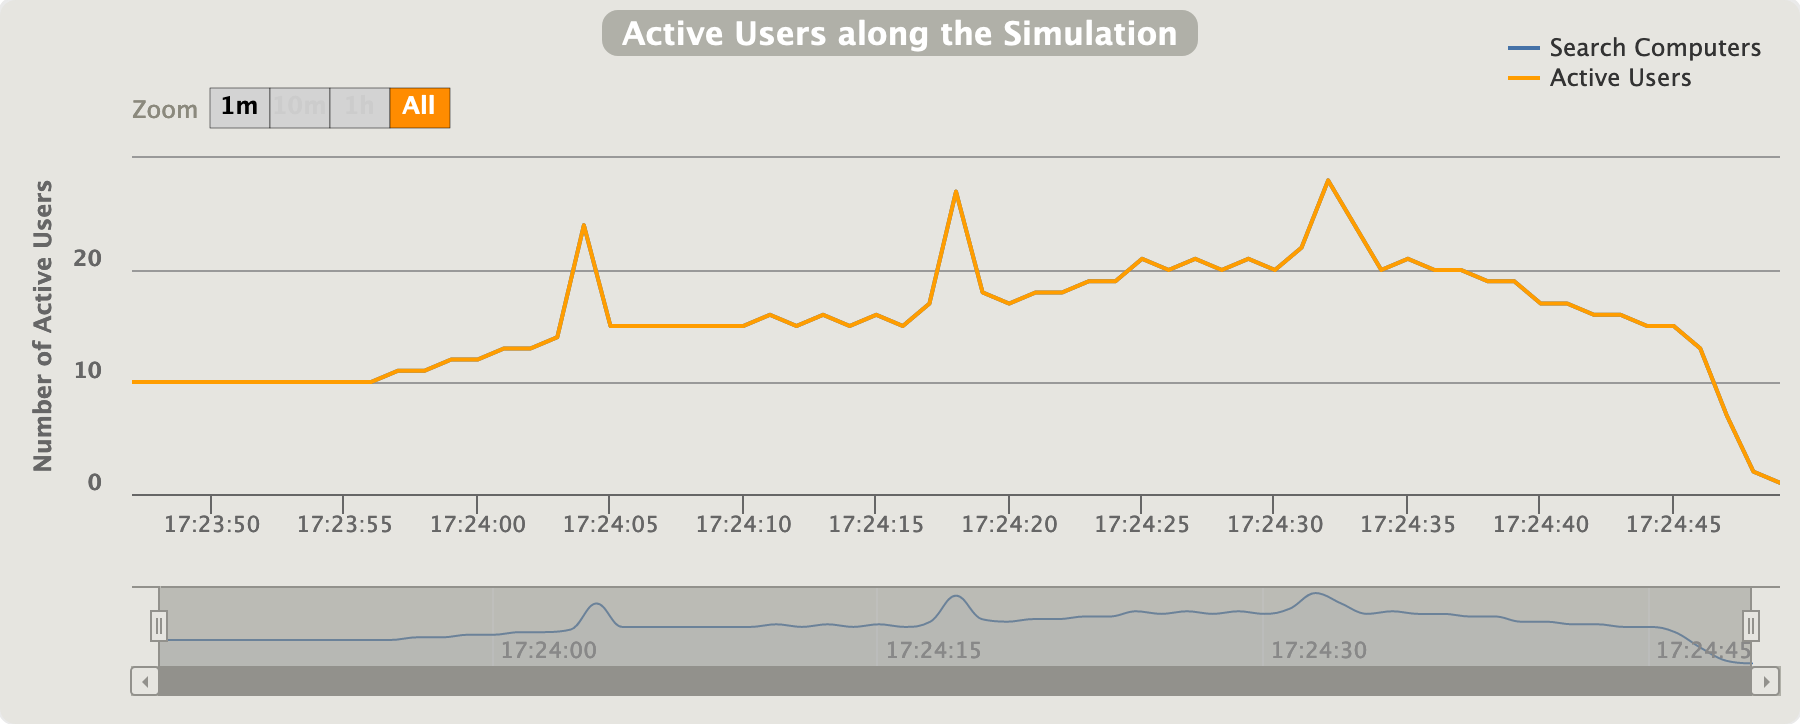 Active Users along the Simulation
Search Computers
Active Users
Zoom 1m 10m 1h All
Number of Active Users
20
10
0
17:23:50 17:23:55 17:24:00 17:24:05 17:24:10 17:24:15 17:24:20 17:24:25 17:24:30 17:24:35 17:24:40 17:24:45
17:24:00 17:24:15 17:24:30 17:24:45